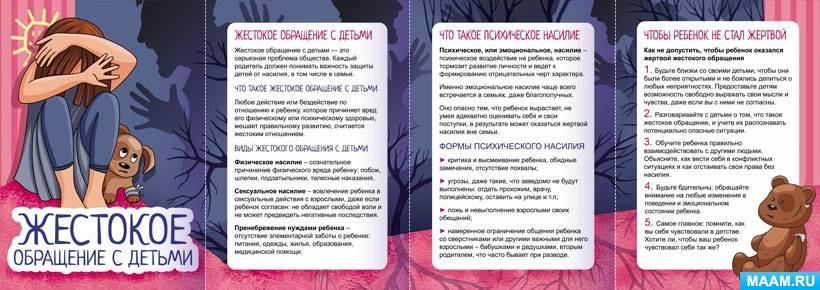 ЖЕСТОКОЕ
ОБРАЩЕНИЕ С ДЕТЬМИ
ЖЕСТОКОЕ ОБРАЩЕНИЕ С ДЕТЬМИ
Жестокое обращение с детьми — это
серьезная проблема общества. Каждый
родитель должен понимать важность защиты
детей от насилия, в том числе в семье.
ЧТО ТАКОЕ ЖЕСТОКОЕ ОБРАЩЕНИЕ С ДЕТЬМИ
Любое действие или бездействие по
отношению к ребенку, которое причиняет вред
его физическому или психическому здоровью,
мешает правильному развитию, считается
жестоким отношением.
ВИДЫ ЖЕСТОКОГО ОБРАЩЕНИЯ С ДЕТЬМИ
Физическое насилие – сознательное
причинение физического вреда ребенку: побои,
шлепки, подзатыльники, телесные наказания.
Сексуальное насилие – вовлечение ребенка в
сексуальные действия с взрослыми, даже если
ребенок согласен: не обладает свободой воли и
не может предвидеть негативные последствия.
Пренебрежение нуждами ребенка –
отсутствие элементарной заботы о ребенке:
питания, одежды, жилья, образования,
медицинской помощи.
ЧТО ТАКОЕ ПСИХИЧЕСКОЕ НАСИЛИЕ
Психическое, или эмоциональное, насилие –
психическое воздействие на ребенка, которое
тормозит развитие личности и ведет к
формированию отрицательных черт характера.
Именно эмоциональное насилие чаще всего
встречается в семьях, даже благополучных.
Оно опасно тем, что ребенок вырастает, не
умея адекватно оценивать себя и свои
поступки, в результате может оказаться жертвой
насилия вне семьи.
ФОРМЫ ПСИХИЧЕСКОГО НАСИЛИЯ
► критика и высмеивание ребенка, обидные
замечания, отсутствие похвалы;
► угрозы, даже такие, что заведомо не будут
выполнены: отдать прохожим, врачу,
полицейскому, оставить на улице и т.п;
► ложь и невыполнение взрослыми своих
обещаний;
► намеренное ограничение общения ребенка
со сверстниками или другими важными для него
взрослыми - бабушками и дедушками, вторым
родителем, что часто бывает при разводе.
ЧТОБЫ РЕБЕНОК НЕ СТАЛ ЖЕРТВОЙ
Как не допустить, чтобы ребенок оказался
жертвой жестокого обращения
1. Будьте близки со своими детьми, чтобы они
были более открытыми и не боялись делиться о
любых неприятностях. Предоставьте детям
возможность свободно выражать свои мысли и
чувства, даже если вы с ними не согласны.
2. Разговаривайте с детьми о том, что такое
жестокое обращение, и учите их распознавать
потенциально опасные ситуации.
3. Обучите ребенка правильно
взаимодействовать с другими людьми.
Объясните, как вести себя в конфликтных
ситуациях и как отстаивать свои права без
насилия.
4. Будьте бдительны: обращайте
внимание на любые изменения в
поведении и эмоциональном
состоянии ребенка.
5. Самое главное: помните, как
вы себя чувствовали в детстве.
Хотите ли, чтобы ваш ребенок
чувствовал себя так же?
MAAM.RU